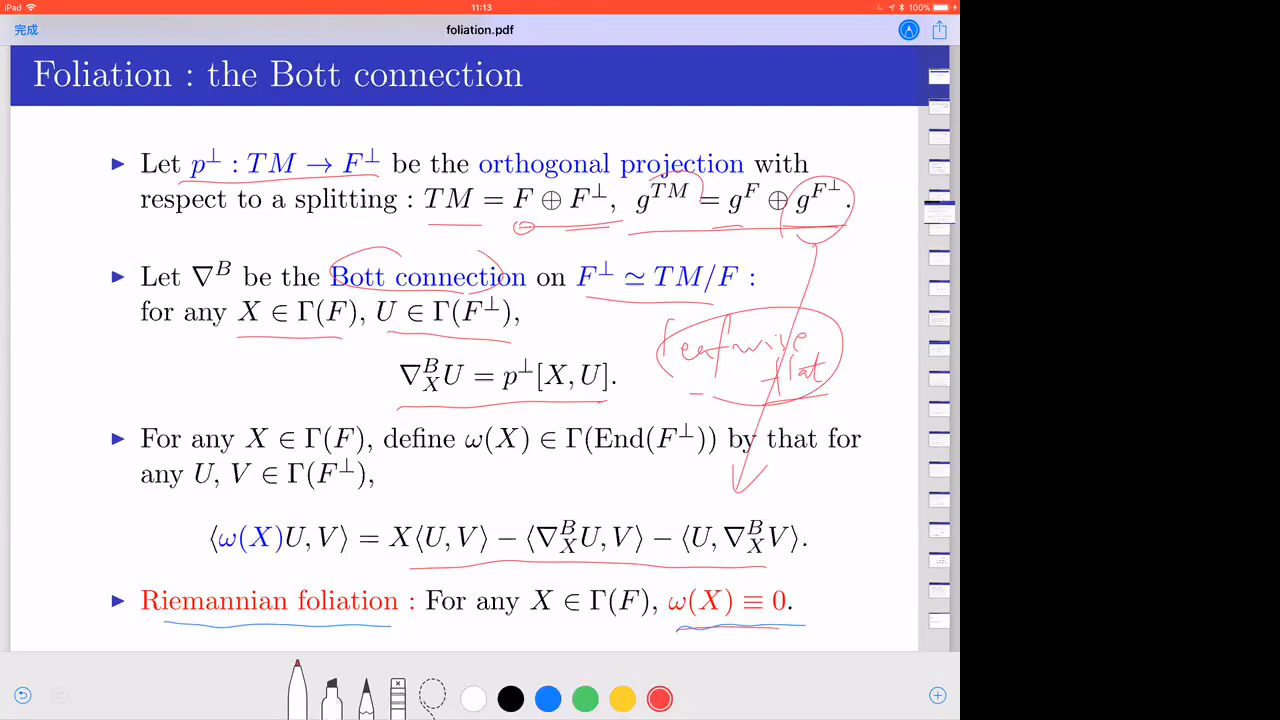 iPad 11:13 100%
完成 foliation.pdf
Foliation : the Bott connection
Let p^⊥ : TM → F^⊥ be the orthogonal projection with
respect to a splitting : TM = F ⊕ F^⊥, g^{TM} = g^F ⊕ g^{F^⊥}.
Let ∇^B be the Bott connection on F^⊥ ≃ TM/F :
for any X ∈ Γ(F), U ∈ Γ(F^⊥),
leafwise
∇^B_X U = p^⊥[X, U].
flat
For any X ∈ Γ(F), define ω(X) ∈ Γ(End(F^⊥)) by that for
any U, V ∈ Γ(F^⊥),
⟨ω(X)U, V⟩ = X⟨U, V⟩ − ⟨∇^B_X U, V⟩ − ⟨U, ∇^B_X V⟩.
Riemannian foliation : For any X ∈ Γ(F), ω(X) ≡ 0.